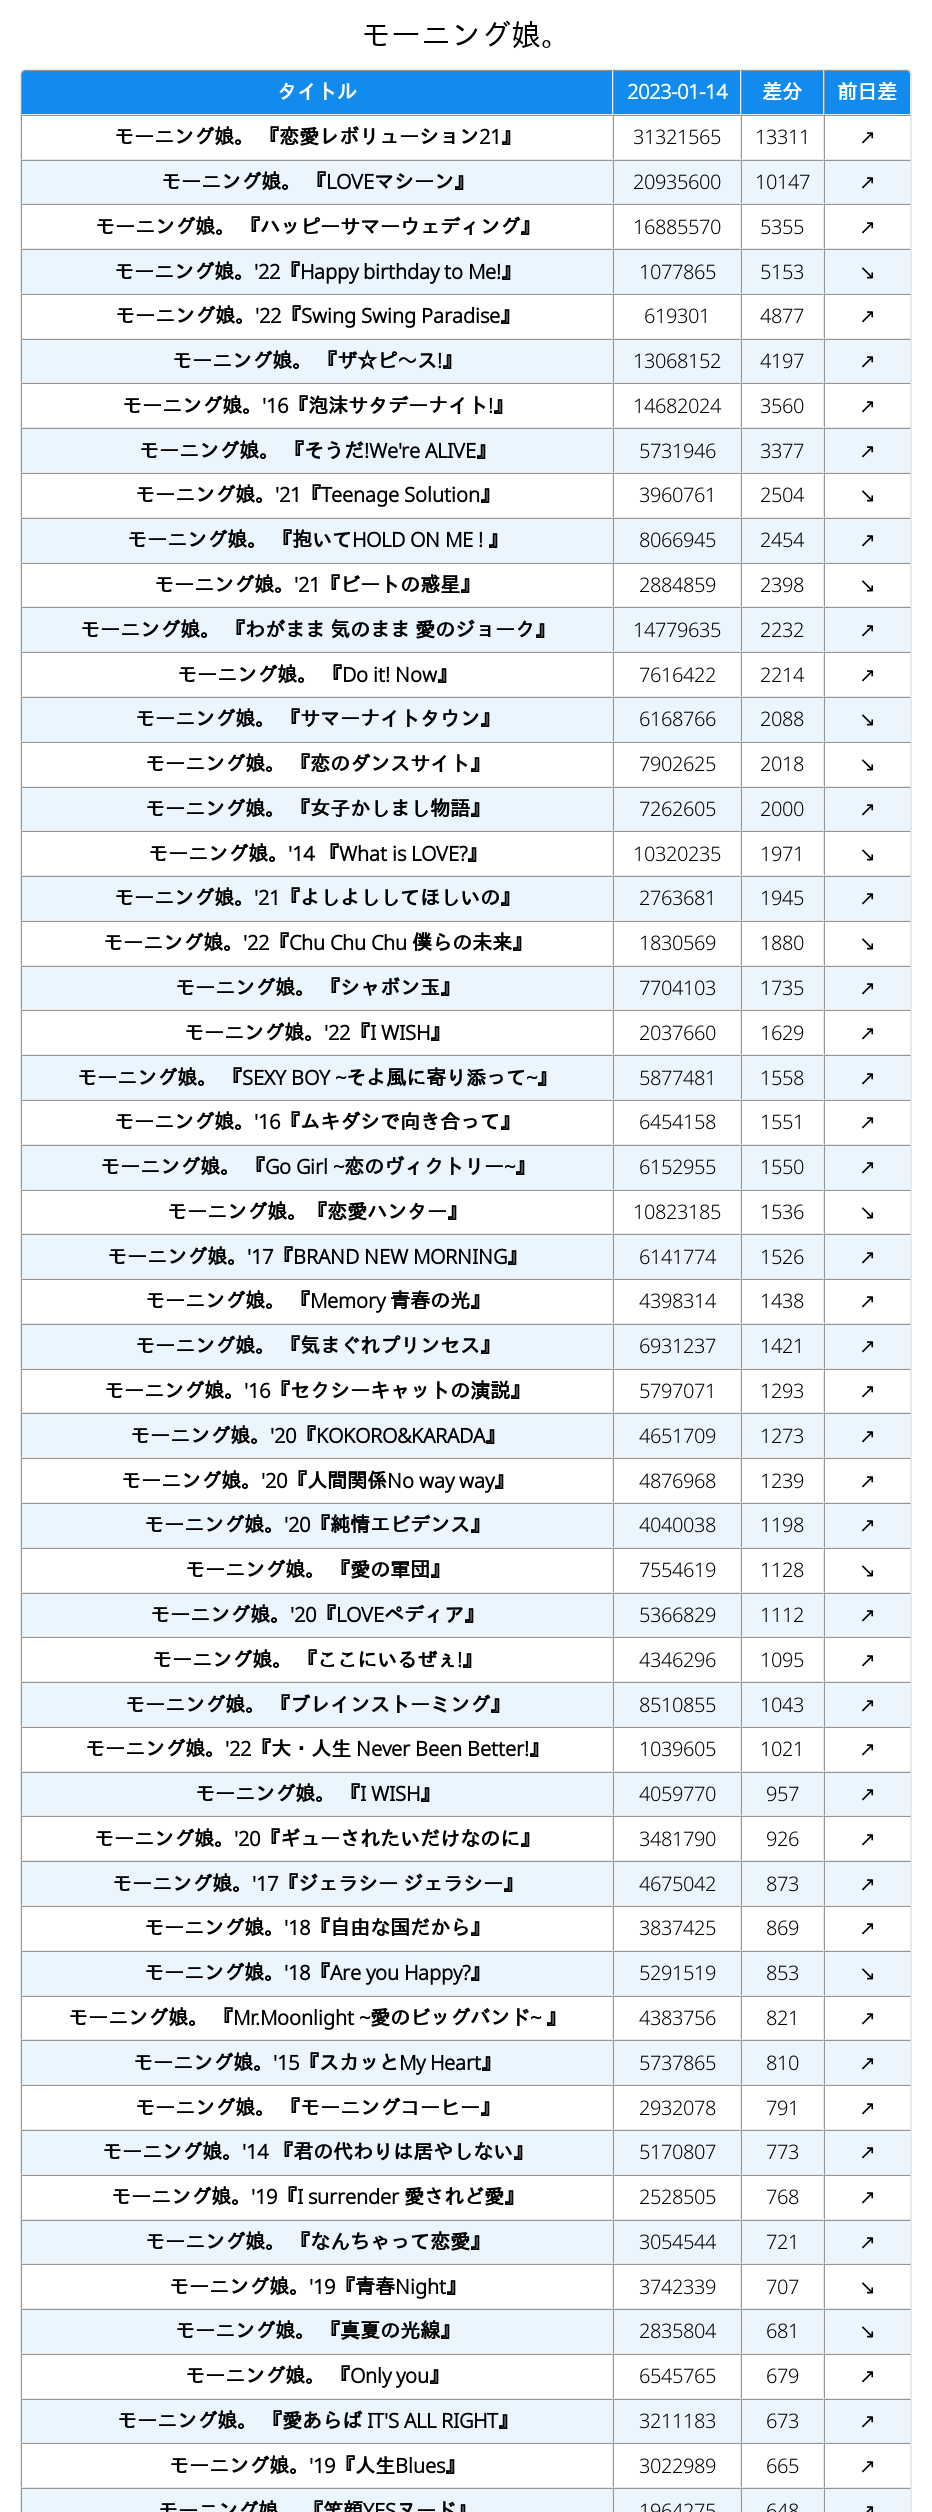 モーニング娘。
タイトル 2023-01-14 差分 前日差
モーニング娘。 『恋愛レボリューション21』 31321565 13311 ↗
モーニング娘。 『LOVEマシーン』 20935600 10147 ↗
モーニング娘。 『ハッピーサマーウェディング』 16885570 5355 ↗
モーニング娘。'22『Happy birthday to Me!』 1077865 5153 ↘
モーニング娘。'22『Swing Swing Paradise』 619301 4877 ↗
モーニング娘。 『ザ☆ピ〜ス!』 13068152 4197 ↗
モーニング娘。'16『泡沫サタデーナイト!』 14682024 3560 ↗
モーニング娘。 『そうだ!We're ALIVE』 5731946 3377 ↗
モーニング娘。'21『Teenage Solution』 3960761 2504 ↘
モーニング娘。 『抱いてHOLD ON ME ! 』 8066945 2454 ↗
モーニング娘。'21『ビートの惑星』 2884859 2398 ↘
モーニング娘。 『わがまま 気のまま 愛のジョーク』 14779635 2232 ↗
モーニング娘。 『Do it! Now』 7616422 2214 ↗
モーニング娘。 『サマーナイトタウン』 6168766 2088 ↘
モーニング娘。 『恋のダンスサイト』 7902625 2018 ↘
モーニング娘。 『女子かしまし物語』 7262605 2000 ↗
モーニング娘。'14 『What is LOVE?』 10320235 1971 ↘
モーニング娘。'21『よしよししてほしいの』 2763681 1945 ↗
モーニング娘。'22『Chu Chu Chu 僕らの未来』 1830569 1880 ↘
モーニング娘。 『シャボン玉』 7704103 1735 ↗
モーニング娘。'22『I WISH』 2037660 1629 ↗
モーニング娘。 『SEXY BOY ~そよ風に寄り添って~』 5877481 1558 ↗
モーニング娘。'16『ムキダシで向き合って』 6454158 1551 ↗
モーニング娘。 『Go Girl ~恋のヴィクトリー~』 6152955 1550 ↗
モーニング娘。『恋愛ハンター』 10823185 1536 ↘
モーニング娘。'17『BRAND NEW MORNING』 6141774 1526 ↗
モーニング娘。 『Memory 青春の光』 4398314 1438 ↗
モーニング娘。 『気まぐれプリンセス』 6931237 1421 ↗
モーニング娘。'16『セクシーキャットの演説』 5797071 1293 ↗
モーニング娘。'20『KOKORO&KARADA』 4651709 1273 ↗
モーニング娘。'20『人間関係No way way』 4876968 1239 ↗
モーニング娘。'20『純情エビデンス』 4040038 1198 ↗
モーニング娘。 『愛の軍団』 7554619 1128 ↘
モーニング娘。'20『LOVEペディア』 5366829 1112 ↗
モーニング娘。 『ここにいるぜぇ!』 4346296 1095 ↗
モーニング娘。 『ブレインストーミング』 8510855 1043 ↗
モーニング娘。'22『大・人生 Never Been Better!』 1039605 1021 ↗
モーニング娘。 『I WISH』 4059770 957 ↗
モーニング娘。'20『ギューされたいだけなのに』 3481790 926 ↗
モーニング娘。'17『ジェラシー ジェラシー』 4675042 873 ↗
モーニング娘。'18『自由な国だから』 3837425 869 ↗
モーニング娘。'18『Are you Happy?』 5291519 853 ↘
モーニング娘。 『Mr.Moonlight ~愛のビッグバンド~ 』 4383756 821 ↗
モーニング娘。'15『スカッとMy Heart』 5737865 810 ↗
モーニング娘。 『モーニングコーヒー』 2932078 791 ↗
モーニング娘。'14 『君の代わりは居やしない』 5170807 773 ↗
モーニング娘。'19『I surrender 愛されど愛』 2528505 768 ↗
モーニング娘。 『なんちゃって恋愛』 3054544 721 ↗
モーニング娘。'19『青春Night』 3742339 707 ↘
モーニング娘。 『真夏の光線』 2835804 681 ↘
モーニング娘。 『Only you』 6545765 679 ↗
モーニング娘。 『愛あらば IT'S ALL RIGHT』 3211183 673 ↗
モーニング娘。'19『人生Blues』 3022989 665 ↗
モーニング娘。 『笑顔YESヌード』 1964275 648 ↗